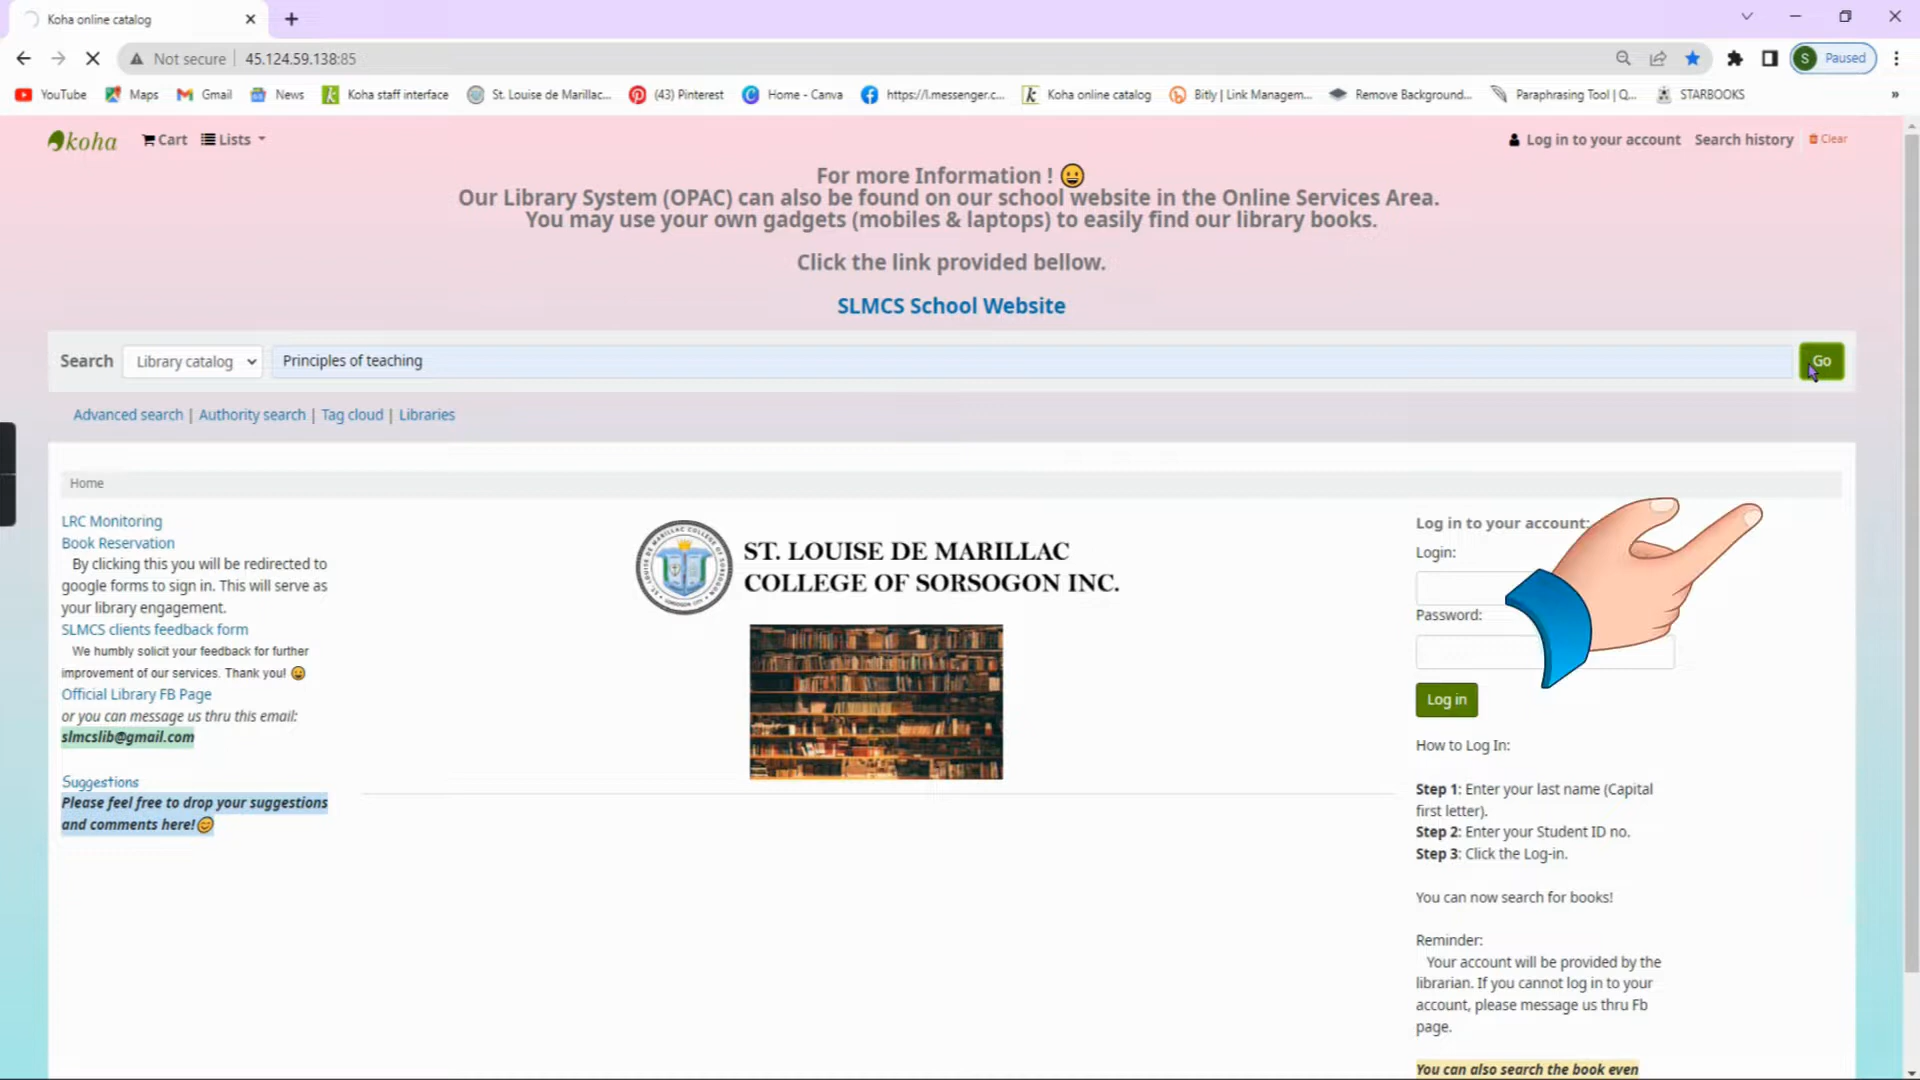 Koha online catalog
Not secure 45.124.59.138:85
S Paused
YouTube Maps Gmail News Koha staff interface St. Louise de Marillac... (43) Pinterest Home - Canva https://l.messenger.c... Koha online catalog Bitly | Link Managem... Remove Background... Paraphrasing Tool | Q... STARBOOKS »
koha Cart Lists Log in to your account Search history Clear
For more Information ! 😀
Our Library System (OPAC) can also be found on our school website in the Online Services Area.
You may use your own gadgets (mobiles & laptops) to easily find our library books.
Click the link provided bellow.
SLMCS School Website
Search Library catalog Principles of teaching Go
Advanced search | Authority search | Tag cloud | Libraries
Home
LRC Monitoring
Book Reservation
By clicking this you will be redirected to
google forms to sign in. This will serve as
your library engagement.
SLMCS clients feedback form
We humbly solicit your feedback for further
improvement of our services. Thank you! 😀
Official Library FB Page
or you can message us thru this email:
slmcslib@gmail.com
Suggestions
Please feel free to drop your suggestions
and comments here!😊
ST. LOUISE DE MARILLAC
COLLEGE OF SORSOGON INC.
Log in to your account:
Login:
Password:
Log in
How to Log In:
Step 1: Enter your last name (Capital
first letter).
Step 2: Enter your Student ID no.
Step 3: Click the Log-in.
You can now search for books!
Reminder:
Your account will be provided by the
librarian. If you cannot log in to your
account, please message us thru Fb
page.
You can also search the book even